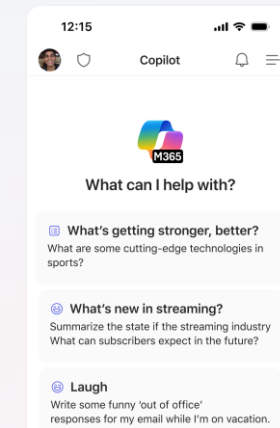 12:15
Copilot
M365
What can I help with?
What's getting stronger, better?
What are some cutting-edge technologies in
sports?
What's new in streaming?
Summarize the state if the streaming industry
What can subscribers expect in the future?
Laugh
Write some funny 'out of office'
responses for my email while I'm on vacation.